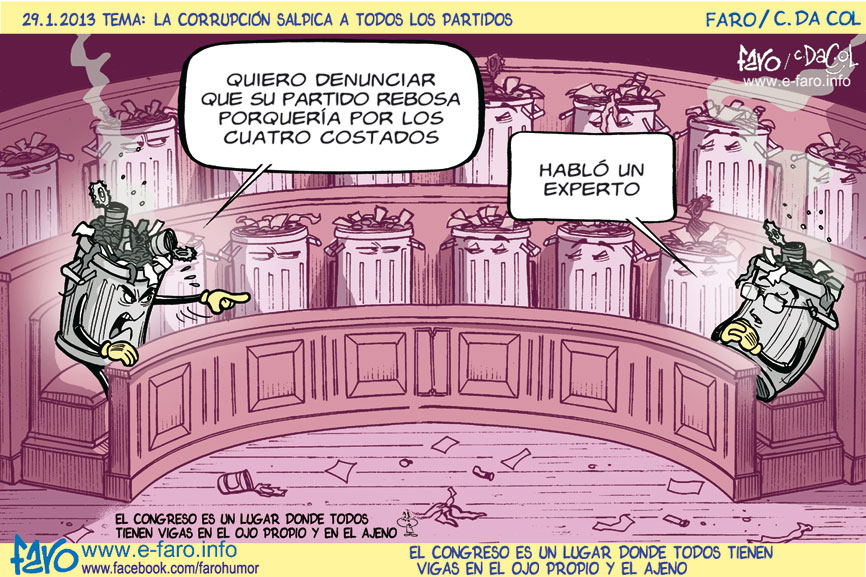 29.1.2013 TEMA: LA CORRUPCIÓN SALPICA A TODOS LOS PARTIDOS
FARO/C. DA COL
FARO/C.DACOL
www.e-faro.info
QUIERO DENUNCIAR
QUE SU PARTIDO REBOSA
PORQUERÍA POR LOS
CUATRO COSTADOS
HABLÓ UN
EXPERTO
EL CONGRESO ES UN LUGAR DONDE TODOS
TIENEN VIGAS EN EL OJO PROPIO Y EN EL AJENO
FARO www.e-faro.info
www.facebook.com/farohumor
EL CONGRESO ES UN LUGAR DONDE TODOS TIENEN
VIGAS EN EL OJO PROPIO Y EL AJENO